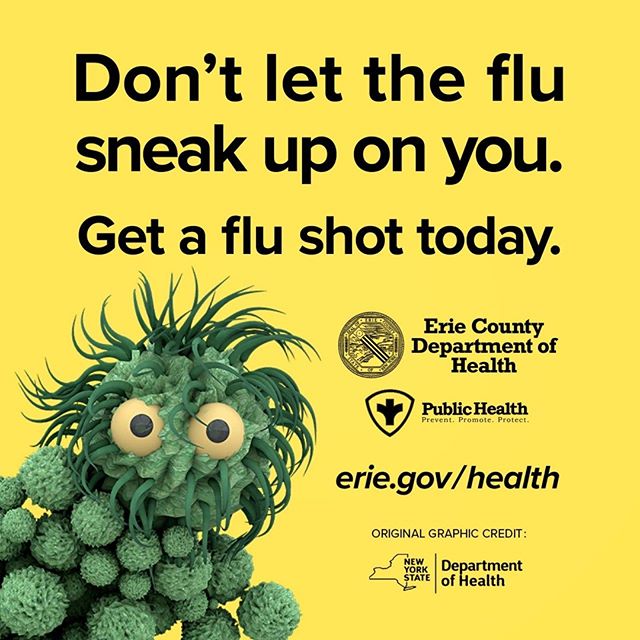 Don't let the flu
sneak up on you.
Get a flu shot today.
Erie County
Department of
Health
Public Health
Prevent. Promote. Protect.
erie.gov/health
ORIGINAL GRAPHIC CREDIT:
NEW
YORK
STATE
Department
of Health